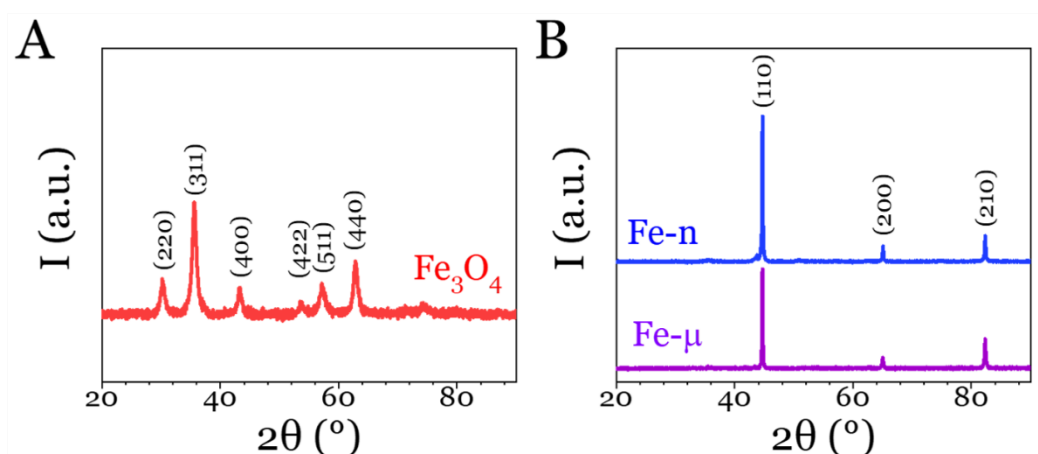 A
I (a.u.)
(220)
(311)
(400)
(422)
(511)
(440)
Fe₃O₄
20 40 60 80
2θ (º)
B
I (a.u.)
(110)
(200)
(210)
Fe-n
Fe-μ
20 40 60 80
2θ (º)